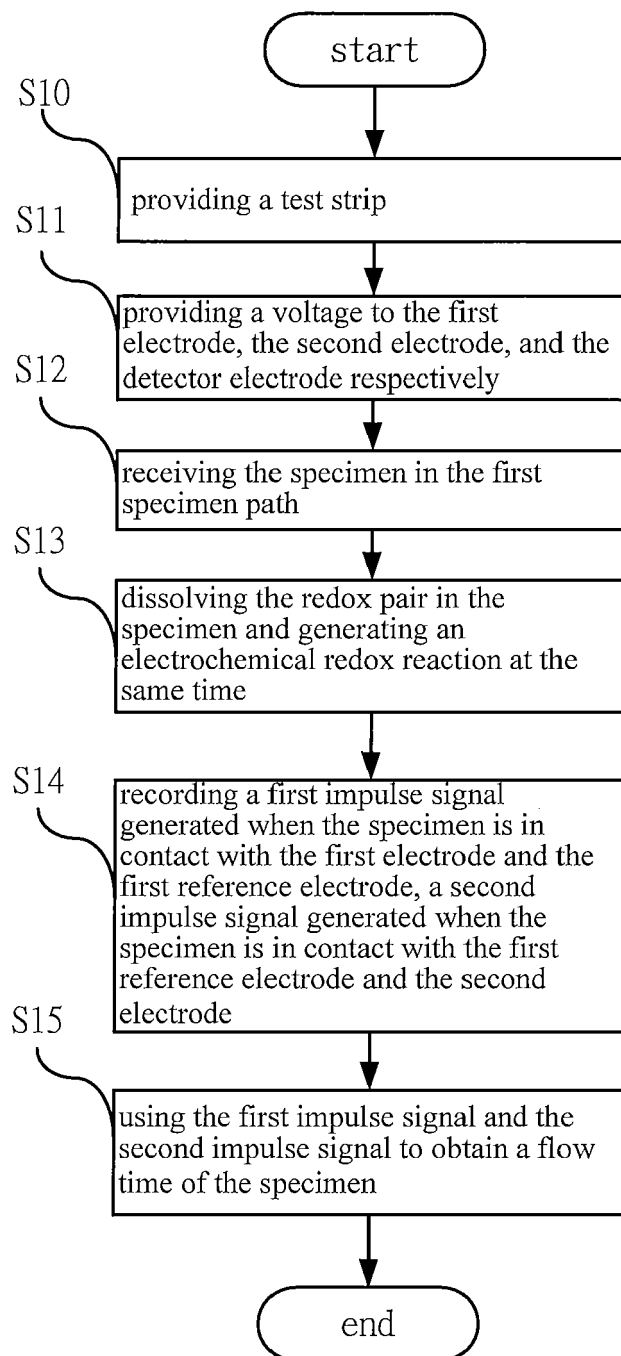 start
S10
providing a test strip
S11
providing a voltage to the first
electrode, the second electrode, and the
detector electrode respectively
S12
receiving the specimen in the first
specimen path
S13
dissolving the redox pair in the
specimen and generating an
electrochemical redox reaction at the
same time
S14
recording a first impulse signal
generated when the specimen is in
contact with the first electrode and the
first reference electrode, a second
impulse signal generated when the
specimen is in contact with the first
reference electrode and the second
electrode
S15
using the first impulse signal and the
second impulse signal to obtain a flow
time of the specimen
end